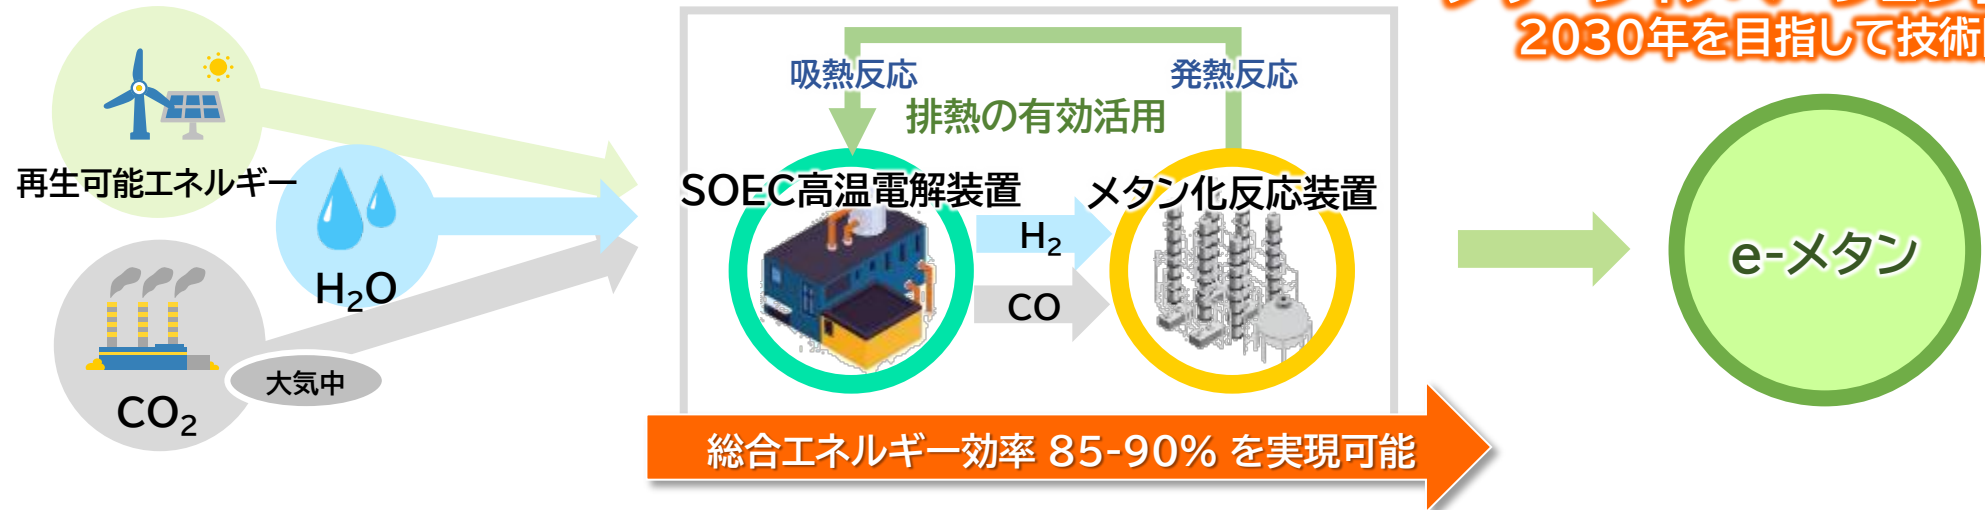 2030年を目指して技術
吸熱反応
発熱反応
排熱の有効活用
再生可能エネルギー
SOEC高温電解装置
メタン化反応装置
H₂
CO
H₂O
大気中
CO₂
e-メタン
総合エネルギー効率 85-90% を実現可能